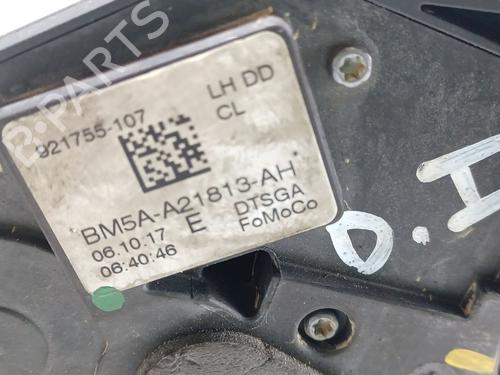 B-PARTS
921755-107
LH DD
CL
BM5A-A21813-AH
06.10.17 E DTSGA
06:40:46 FoMoCo
D.I